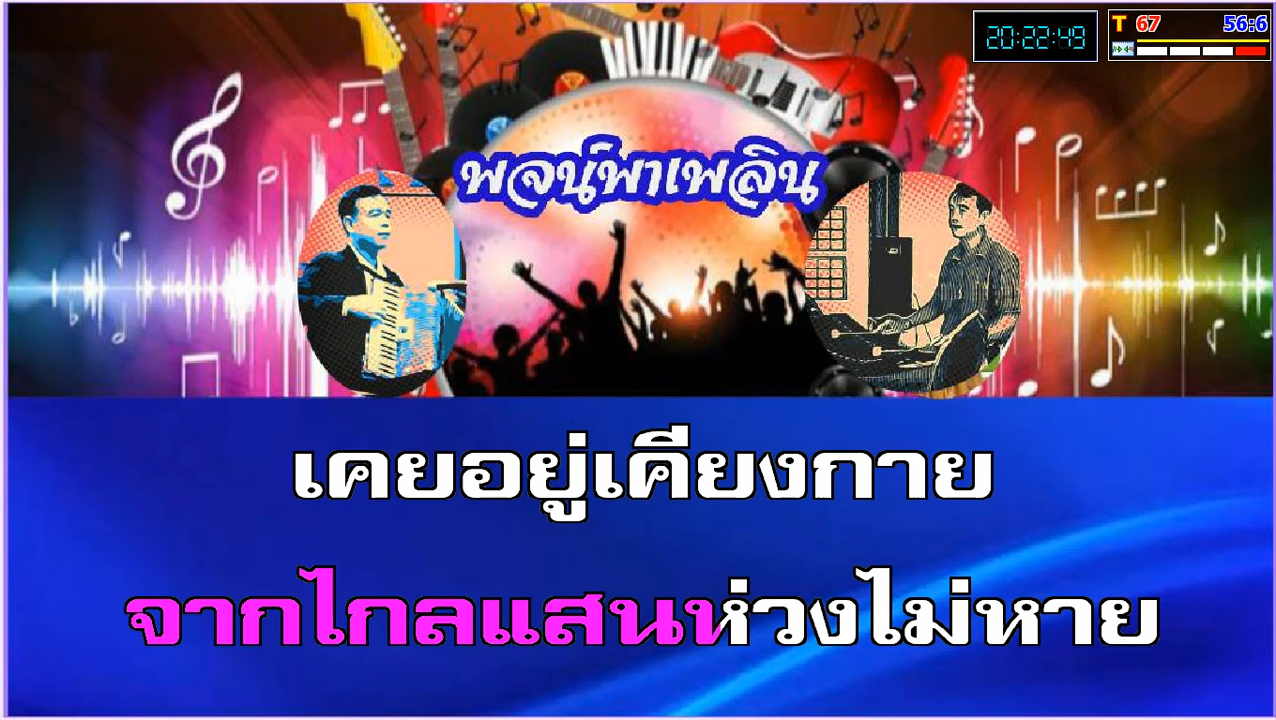 20:22:49
T 67 56:6
พจน์พาเพลิน
เคยอยู่เคียงกาย
จากไกลแสนห่วงไม่หาย